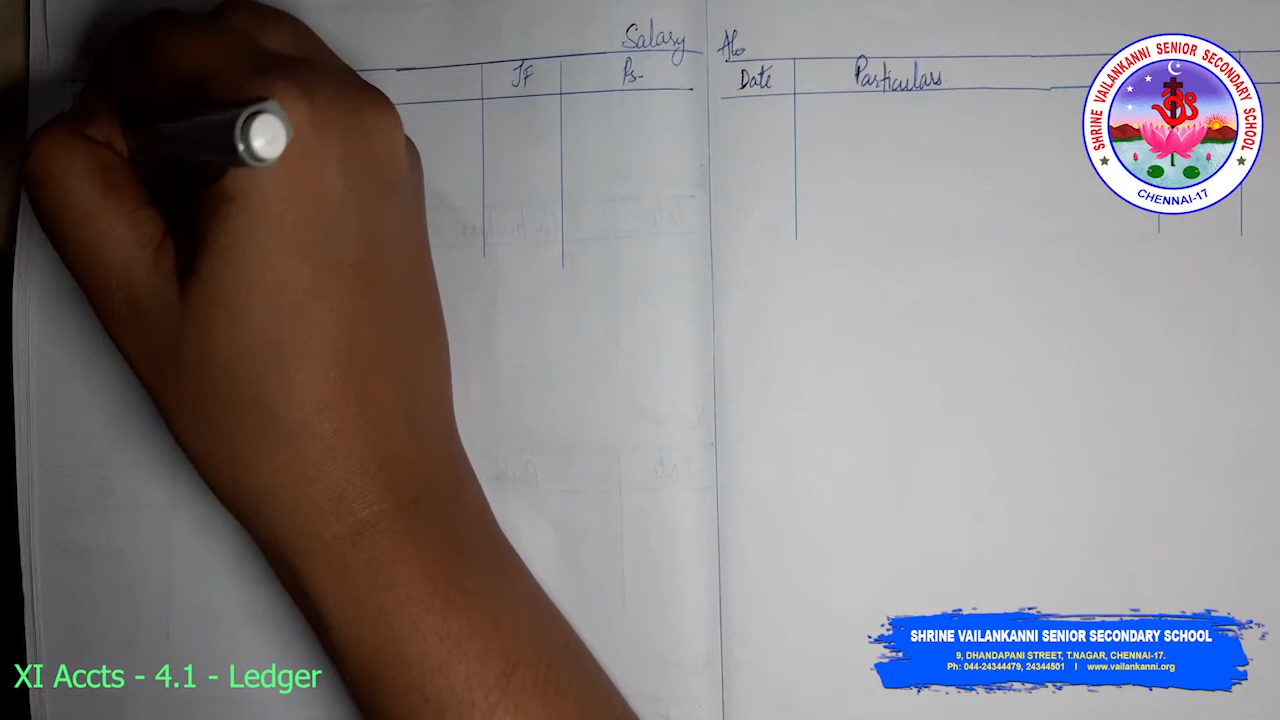 Salary A/c
JF Rs- Date Particulars
SHRINE VAILANKANNI SENIOR SECONDARY SCHOOL
CHENNAI-17
SHRINE VAILANKANNI SENIOR SECONDARY SCHOOL
9, DHANDAPANI STREET, T.NAGAR, CHENNAI-17.
Ph: 044-24344479, 24344501 I www.vailankanni.org
XI Accts - 4.1 - Ledger